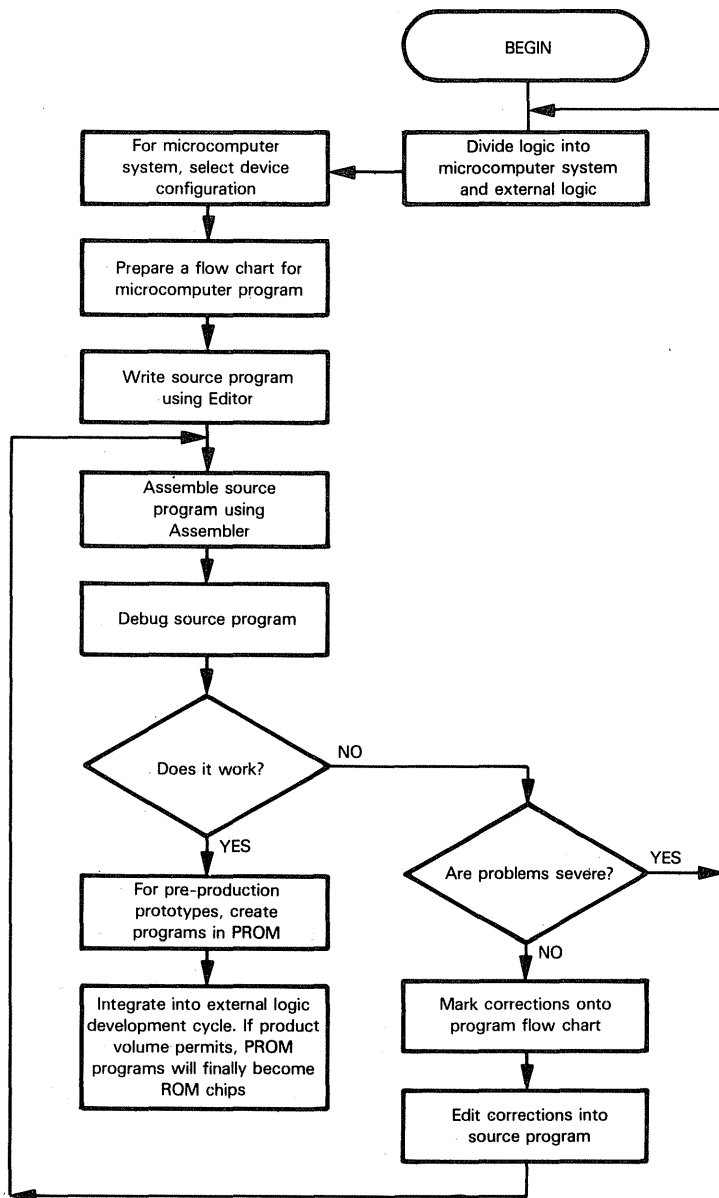 BEGIN
Divide logic into
microcomputer system
and external logic
For microcomputer
system, select device
configuration
Prepare a flow chart for
microcomputer program
Write source program
using Editor
Assemble source
program using
Assembler
Debug source program
Does it work?
NO
YES
For pre-production
prototypes, create
programs in PROM
Integrate into external logic
development cycle. If product
volume permits, PROM
programs will finally become
ROM chips
Are problems severe?
YES
NO
Mark corrections onto
program flow chart
Edit corrections into
source program